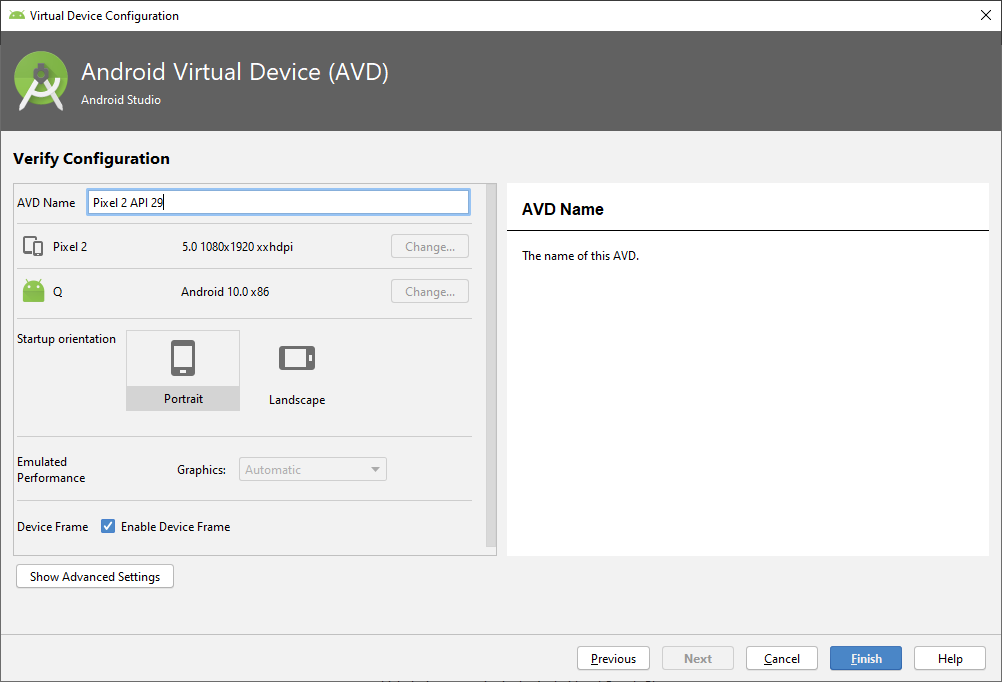 Virtual Device Configuration
Android Virtual Device (AVD)
Android Studio
Verify Configuration
AVD Name Pixel 2 API 29
Pixel 2 5.0 1080x1920 xxhdpi Change...
Q Android 10.0 x86 Change...
Startup orientation
Portrait Landscape
Emulated
Performance
Graphics: Automatic
Device Frame Enable Device Frame
Show Advanced Settings
AVD Name
The name of this AVD.
Previous Next Cancel Finish Help